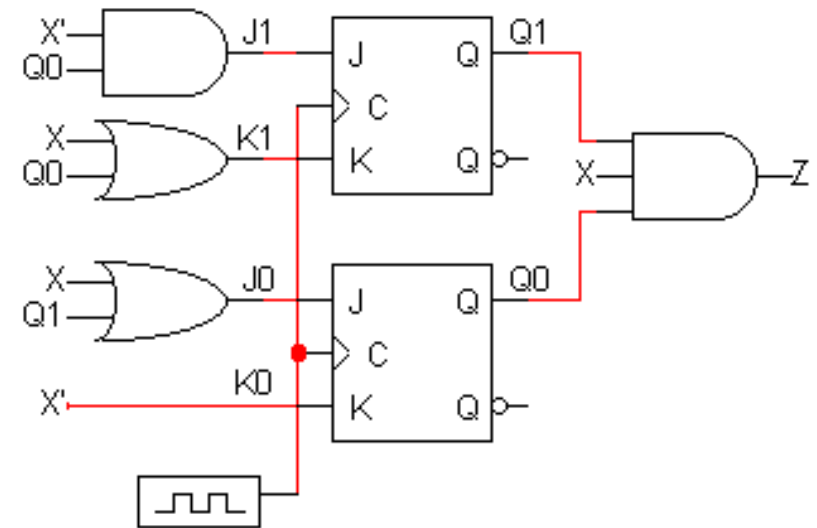 X' J1 J Q Q1
Q0
C
X K1 K Q X Z
Q0
X J0 J Q Q0
Q1
C
X' K0 K Q